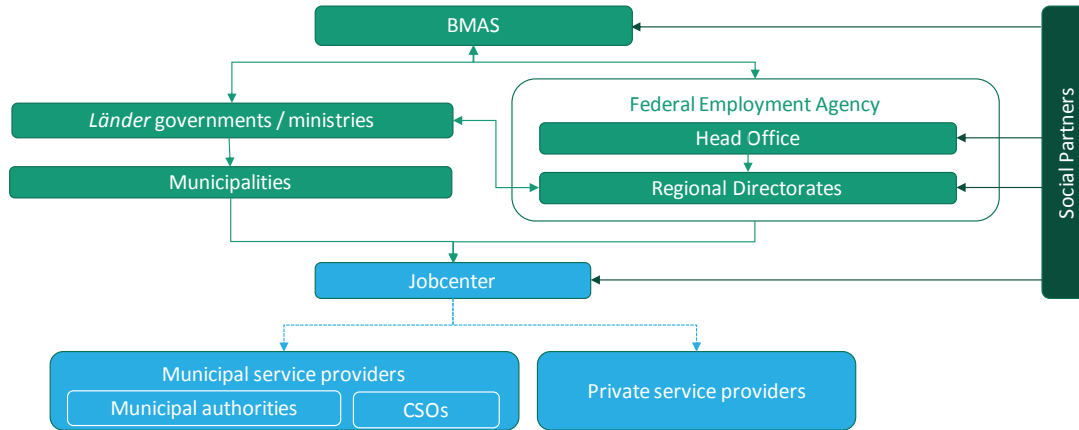 BMAS
Federal Employment Agency
Länder governments / ministries
Head Office
Municipalities
Regional Directorates
Social Partners
Jobcenter
Municipal service providers
Municipal authorities
CSOs
Private service providers